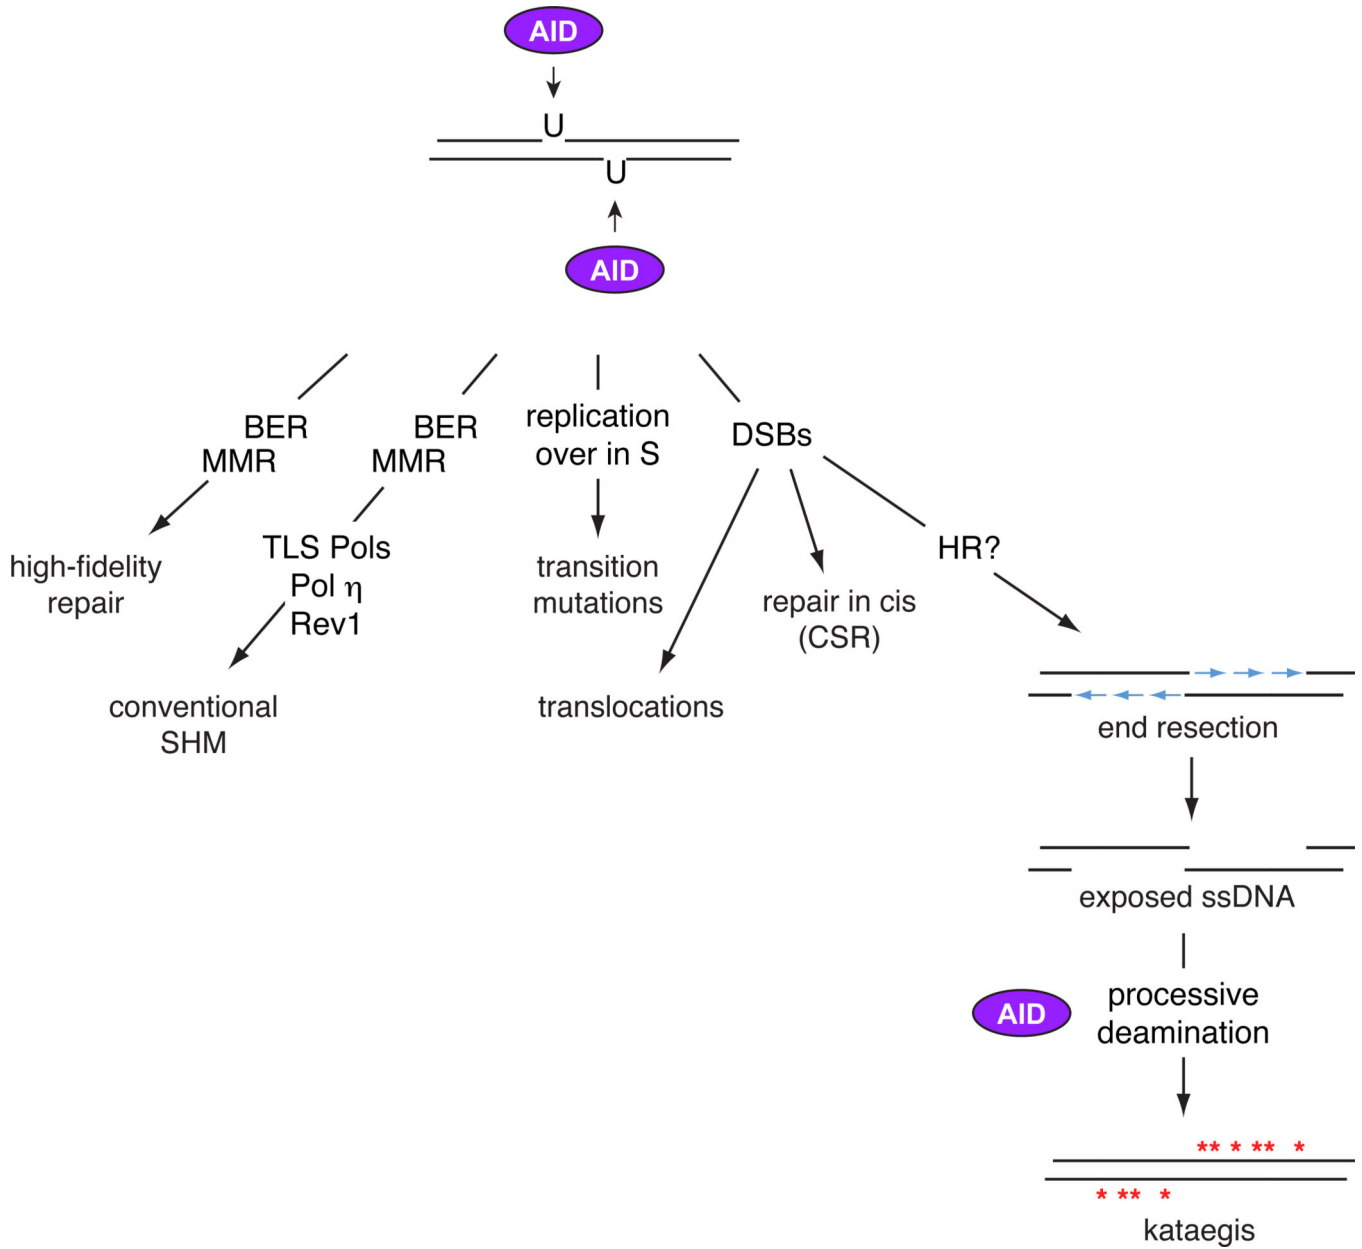 AID
U
U
AID
BER
MMR
high-fidelity
repair
BER
MMR
TLS Pols
Pol η
Rev1
conventional
SHM
replication
over in S
transition
mutations
DSBs
translocations
repair in cis
(CSR)
HR?
end resection
exposed ssDNA
AID
processive
deamination
** * ** *
* ** *
kataegis